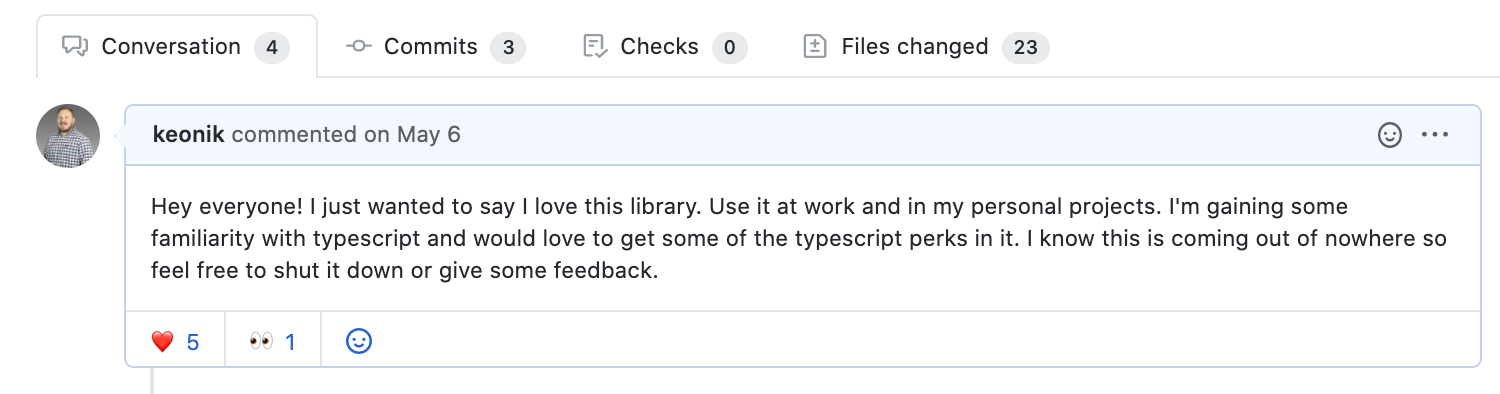 Conversation 4 Commits 3 Checks 0 Files changed 23
keonik commented on May 6
Hey everyone! I just wanted to say I love this library. Use it at work and in my personal projects. I'm gaining some
familiarity with typescript and would love to get some of the typescript perks in it. I know this is coming out of nowhere so
feel free to shut it down or give some feedback.
❤️ 5 👀 1